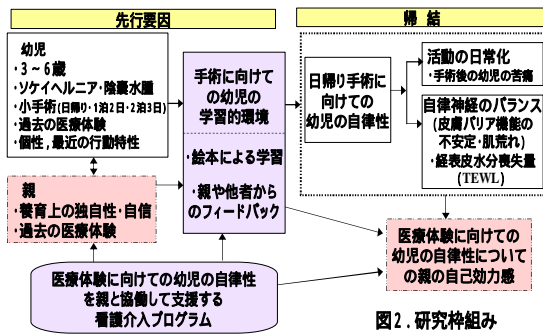 先行要因
帰 結
幼児
・3～6歳
・ソケイヘルニア・陰嚢水腫
・小手術(日帰り・1泊2日・2泊3日)
・過去の医療体験
・個性,最近の行動特性
親
・養育上の独自性・自信
・過去の医療体験
手術に向けて
の幼児の
学習的環境
・絵本による学習
・親や他者から
のフィードバック
日帰り手術に
向けての
幼児の自律性
活動の日常化
・手術後の幼児の苦痛
自律神経のバランス
(皮膚バリア機能の
不安定・肌荒れ)
・経表皮水分喪失量
(TEWL)
医療体験に向けての
幼児の自律性について
の親の自己効力感
医療体験に向けての幼児の自律性
を親と協働して支援する
看護介入プログラム
図2.研究枠組み